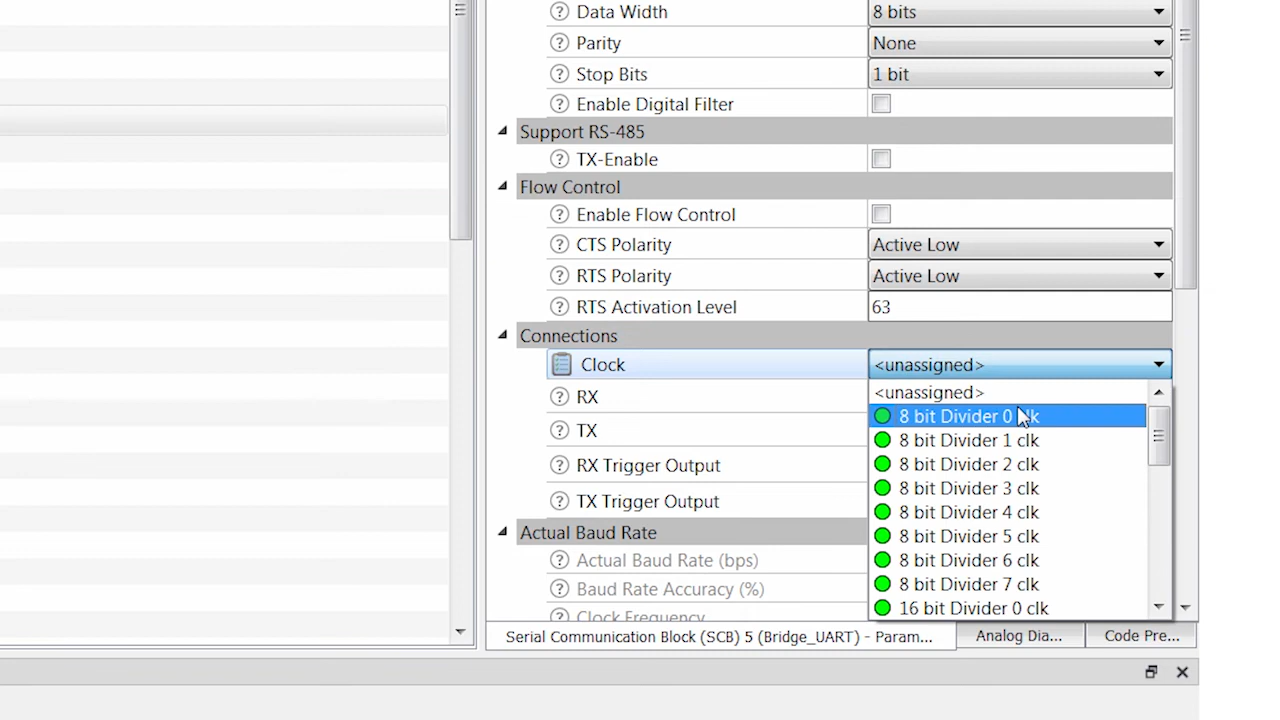 Data Width 8 bits
Parity None
Stop Bits 1 bit
Enable Digital Filter
Support RS-485
TX-Enable
Flow Control
Enable Flow Control
CTS Polarity Active Low
RTS Polarity Active Low
RTS Activation Level 63
Connections
Clock <unassigned>
<unassigned>
RX
8 bit Divider 0 clk
TX
8 bit Divider 1 clk
8 bit Divider 2 clk
RX Trigger Output
8 bit Divider 3 clk
TX Trigger Output
8 bit Divider 4 clk
Actual Baud Rate
8 bit Divider 5 clk
Actual Baud Rate (bps)
8 bit Divider 6 clk
Baud Rate Accuracy (%)
8 bit Divider 7 clk
Clock Frequency
16 bit Divider 0 clk
Serial Communication Block (SCB) 5 (Bridge_UART) - Param... Analog Dia... Code Pre...